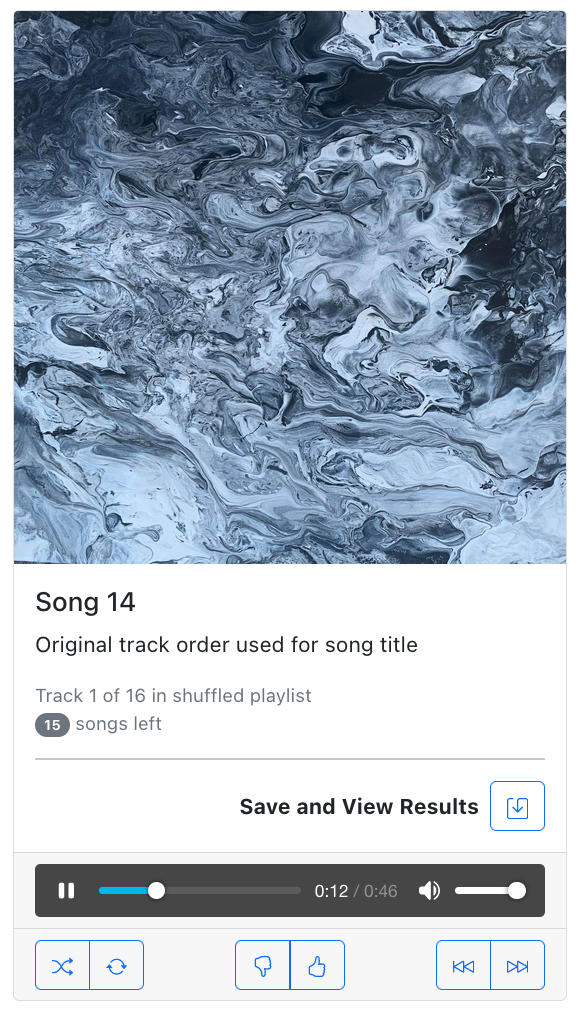 Song 14
Original track order used for song title
Track 1 of 16 in shuffled playlist
15 songs left
Save and View Results
0:12 / 0:46